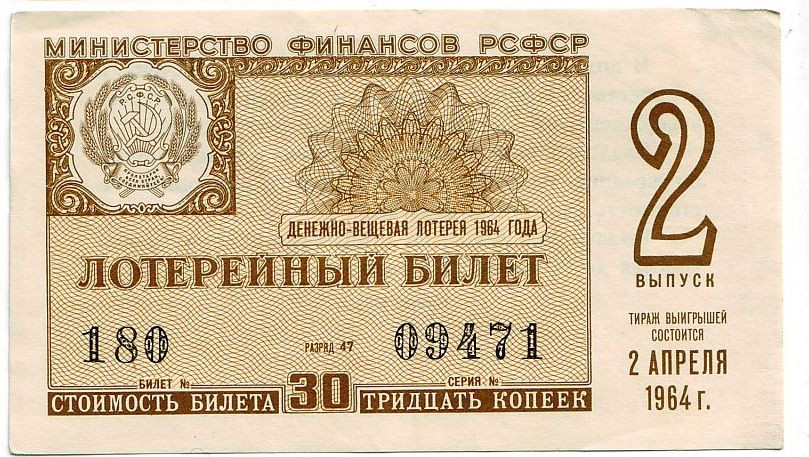 МИНИСТЕРСТВО ФИНАНСОВ РСФСР
РСФСР
ДЕНЕЖНО-ВЕЩЕВАЯ ЛОТЕРЕЯ 1964 ГОДА
ЛОТЕРЕЙНЫЙ БИЛЕТ
180 РАЗРЯД 47 09471
БИЛЕТ № СЕРИЯ №
СТОИМОСТЬ БИЛЕТА 30 ТРИДЦАТЬ КОПЕЕК
2
ВЫПУСК
ТИРАЖ ВЫИГРЫШЕЙ
СОСТОИТСЯ
2 АПРЕЛЯ
1964 г.